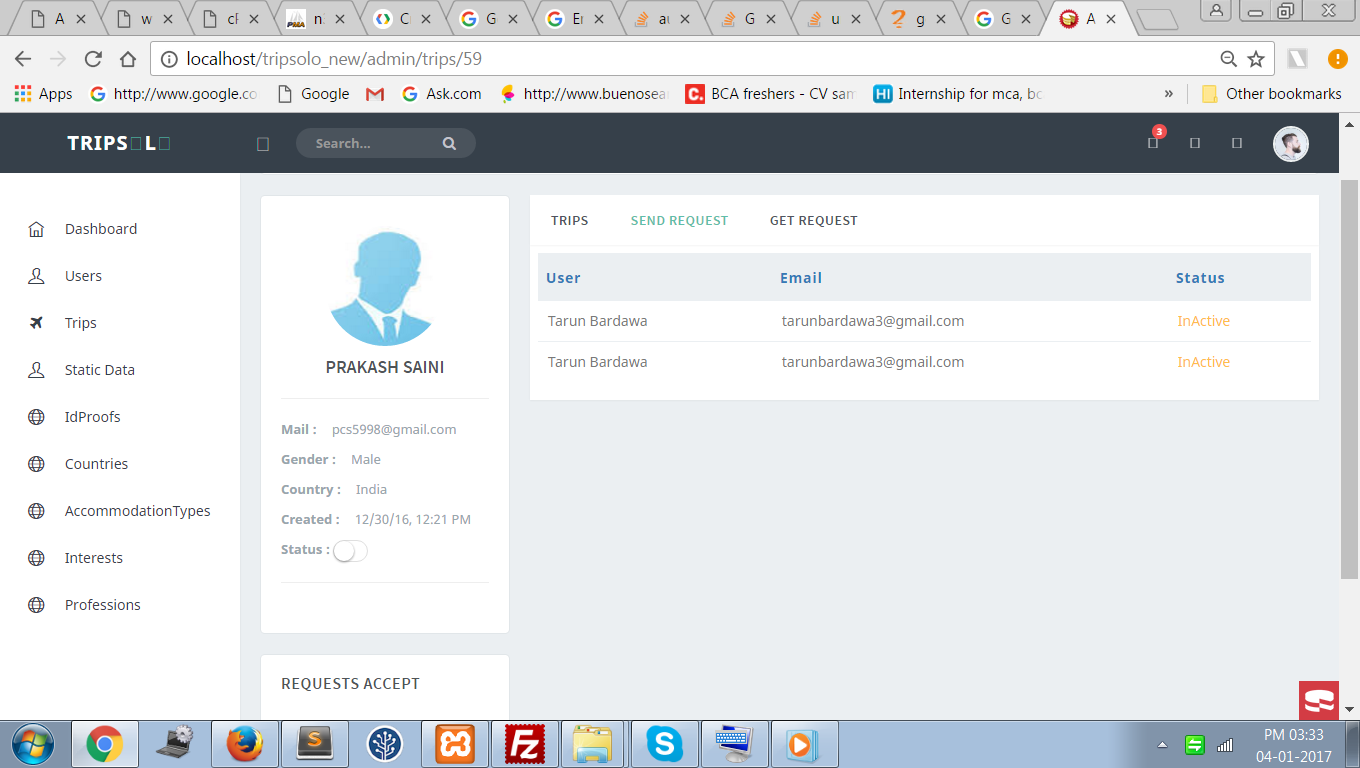 A
w
cl
n
C
G
G
Er
au
G
u
g
G
A
localhost/tripsolo_new/admin/trips/59
Apps
http://www.google.co
Google
Ask.com
http://www.buenosea
BCA freshers - CV sam
HI
Internship for mca, bc
»
Other bookmarks
TRIPS▯L▯
Search...
3
Dashboard
Users
Trips
Static Data
IdProofs
Countries
AccommodationTypes
Interests
Professions
PRAKASH SAINI
Mail : pcs5998@gmail.com
Gender : Male
Country : India
Created : 12/30/16, 12:21 PM
Status :
REQUESTS ACCEPT
TRIPS SEND REQUEST GET REQUEST
User Email Status
Tarun Bardawa tarunbardawa3@gmail.com InActive
Tarun Bardawa tarunbardawa3@gmail.com InActive
PM 03:33
04-01-2017